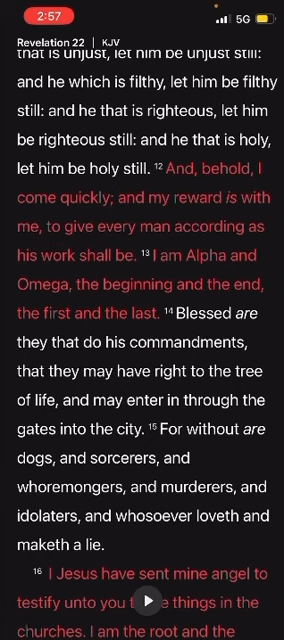 2:57
5G
Revelation 22 | KJV
that is unjust, let him be unjust still:
and he which is filthy, let him be filthy
still: and he that is righteous, let him
be righteous still: and he that is holy,
let him be holy still. 12 And, behold, I
come quickly; and my reward is with
me, to give every man according as
his work shall be. 13 I am Alpha and
Omega, the beginning and the end,
the first and the last. 14 Blessed are
they that do his commandments,
that they may have right to the tree
of life, and may enter in through the
gates into the city. 15 For without are
dogs, and sorcerers, and
whoremongers, and murderers, and
idolaters, and whosoever loveth and
maketh a lie.
16 I Jesus have sent mine angel to
testify unto you things in the
churches. I am the root and the